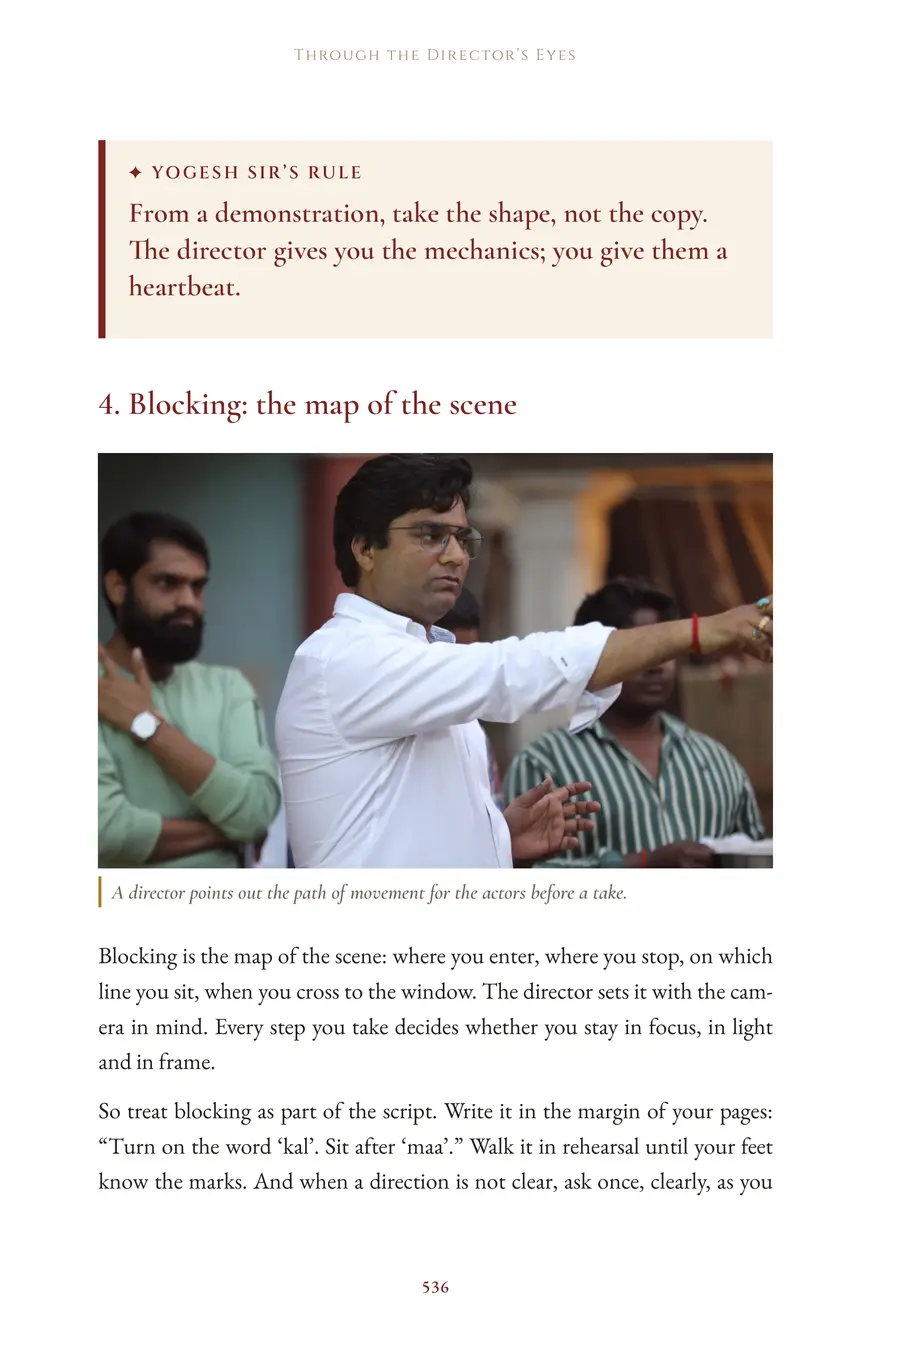 THROUGH THE DIRECTOR'S EYES
✦ YOGESH SIR'S RULE
From a demonstration, take the shape, not the copy.
The director gives you the mechanics; you give them a
heartbeat.
4. Blocking: the map of the scene
A director points out the path of movement for the actors before a take.
Blocking is the map of the scene: where you enter, where you stop, on which
line you sit, when you cross to the window. The director sets it with the cam-
era in mind. Every step you take decides whether you stay in focus, in light
and in frame.
So treat blocking as part of the script. Write it in the margin of your pages:
“Turn on the word ‘kal’. Sit after ‘maa’.” Walk it in rehearsal until your feet
know the marks. And when a direction is not clear, ask once, clearly, as you
536